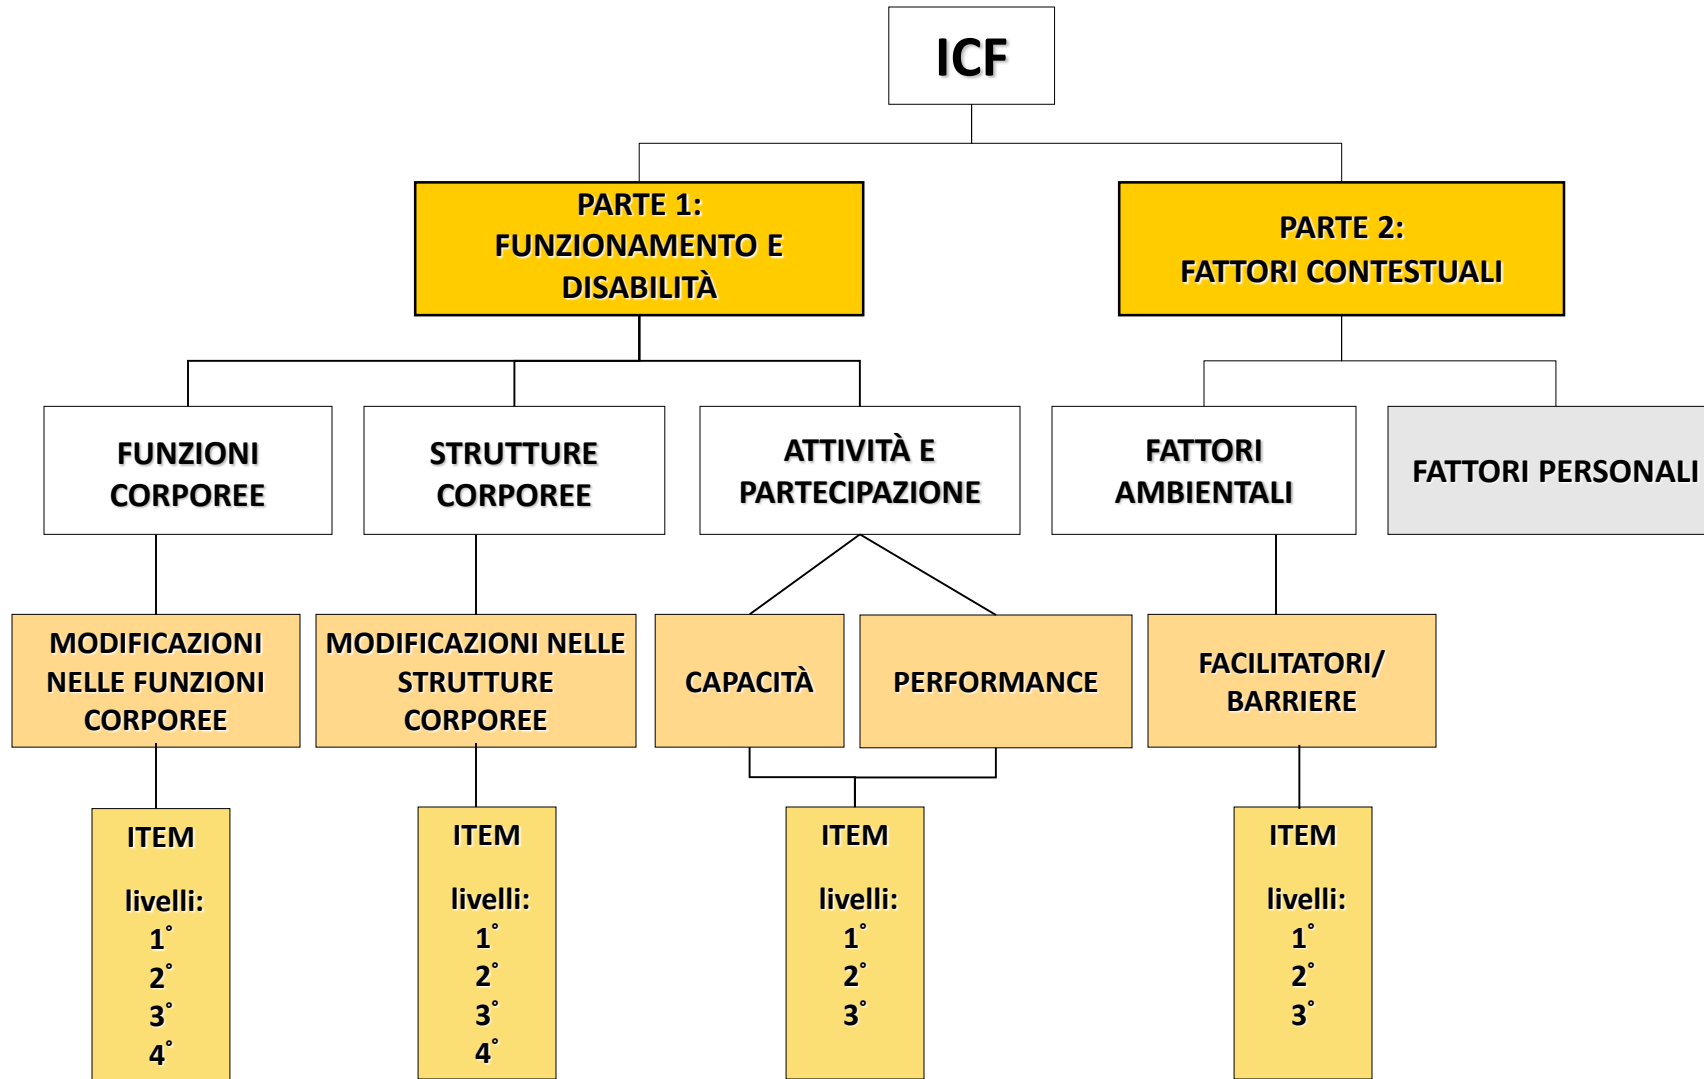 ICF
PARTE 1:
FUNZIONAMENTO E
DISABILITÀ
PARTE 2:
FATTORI CONTESTUALI
FUNZIONI
CORPOREE
STRUTTURE
CORPOREE
ATTIVITÀ E
PARTECIPAZIONE
FATTORI
AMBIENTALI
FATTORI PERSONALI
MODIFICAZIONI
NELLE FUNZIONI
CORPOREE
MODIFICAZIONI NELLE
STRUTTURE
CORPOREE
CAPACITÀ
PERFORMANCE
FACILITATORI/
BARRIERE
ITEM
livelli:
1°
2°
3°
4°
ITEM
livelli:
1°
2°
3°
4°
ITEM
livelli:
1°
2°
3°
ITEM
livelli:
1°
2°
3°